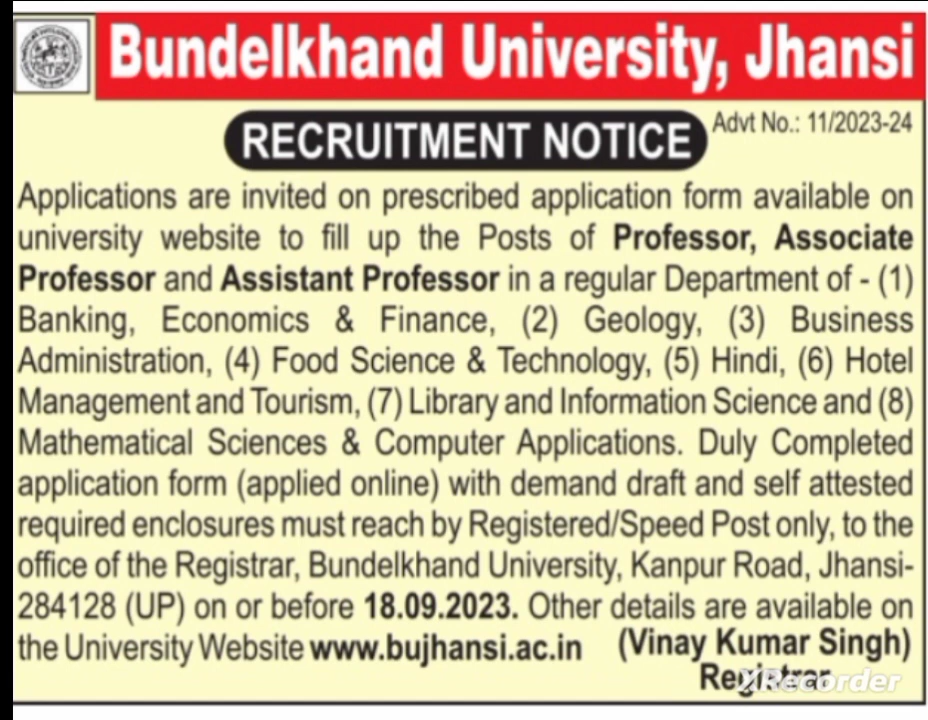 Bundelkhand University, Jhansi
Advt No.: 11/2023-24
RECRUITMENT NOTICE
Applications are invited on prescribed application form available on
university website to fill up the Posts of Professor, Associate
Professor and Assistant Professor in a regular Department of - (1)
Banking, Economics & Finance, (2) Geology, (3) Business
Administration, (4) Food Science & Technology, (5) Hindi, (6) Hotel
Management and Tourism, (7) Library and Information Science and (8)
Mathematical Sciences & Computer Applications. Duly Completed
application form (applied online) with demand draft and self attested
required enclosures must reach by Registered/Speed Post only, to the
office of the Registrar, Bundelkhand University, Kanpur Road, Jhansi-
284128 (UP) on or before 18.09.2023. Other details are available on
the University Website www.bujhansi.ac.in (Vinay Kumar Singh)
Registrar
XRecorder